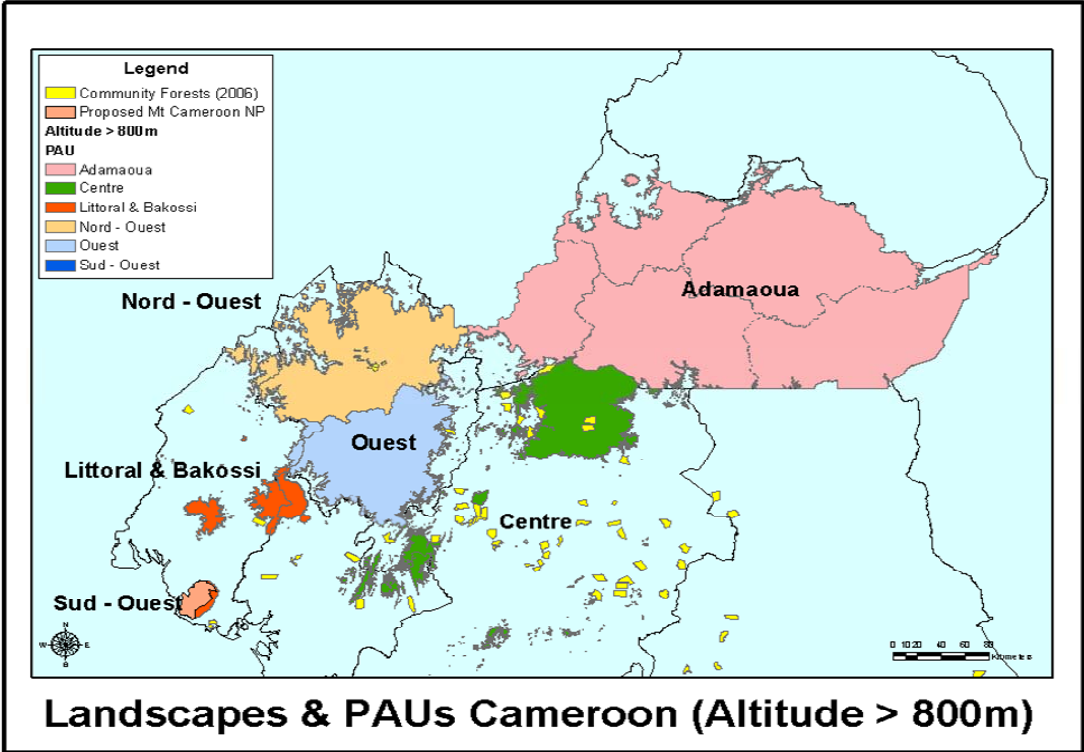 Legend
Community Forests (2006)
Proposed Mt Cameroon NP
Altitude > 800m
PAU
Adamaoua
Centre
Littoral & Bakossi
Nord - Ouest
Ouest
Sud - Ouest
Nord - Ouest
Adamaoua
Ouest
Littoral & Bakossi
Centre
Sud - Ouest
N
W E
S
0 10 20 40 60 80
Kilometers
Landscapes & PAUs Cameroon (Altitude > 800m)